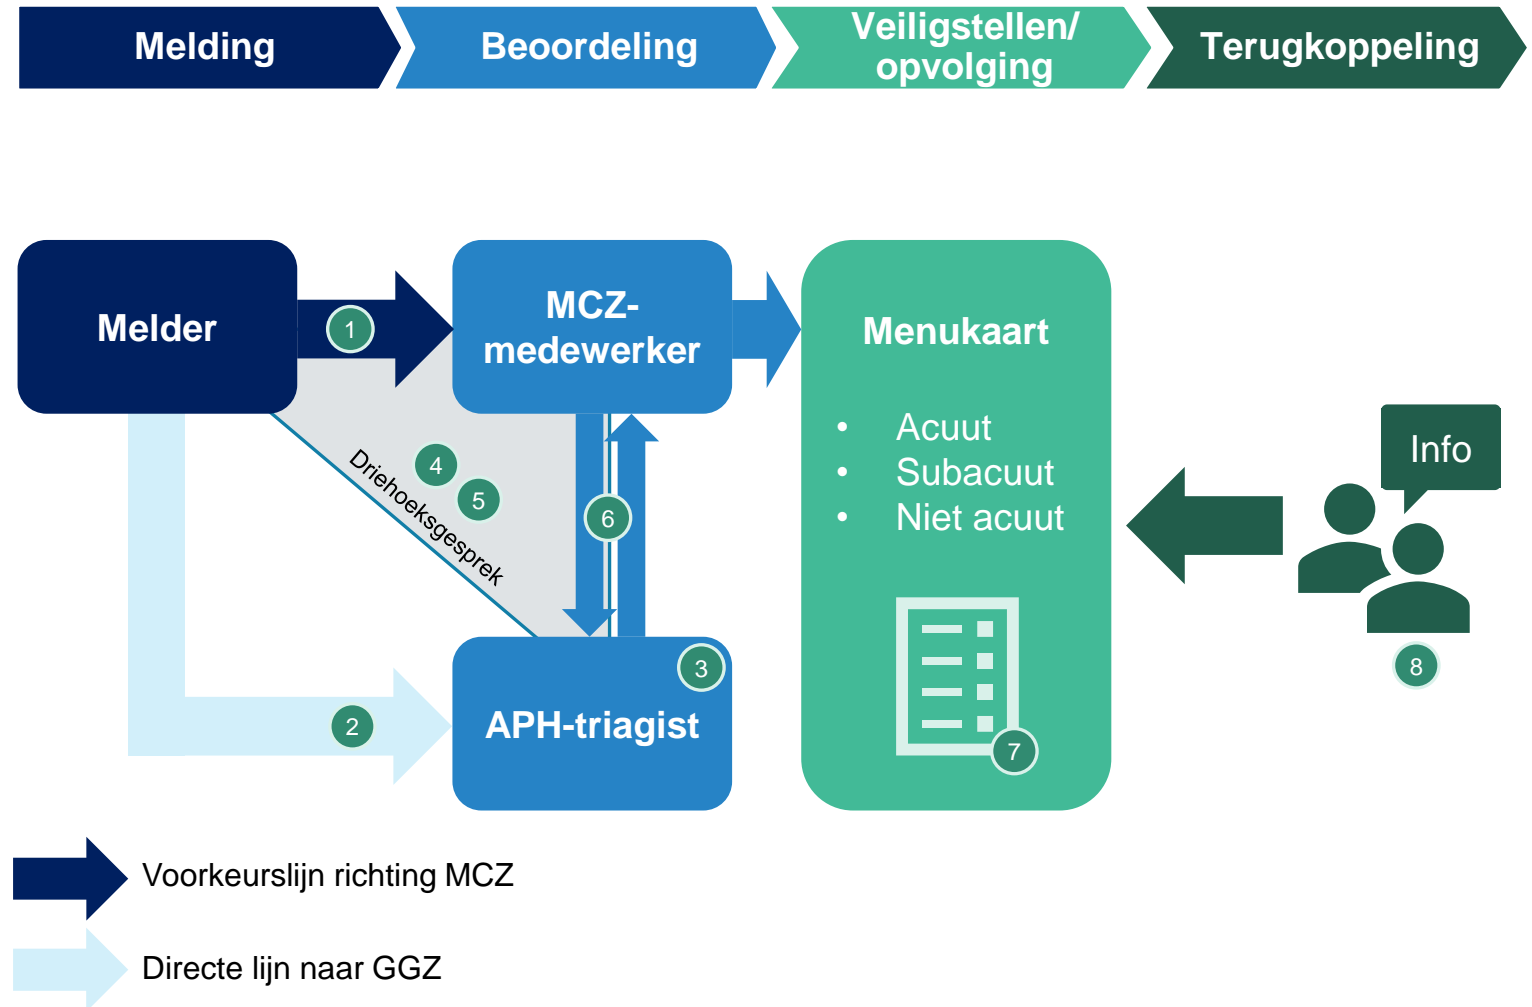 Melding
Beoordeling
Veiligstellen/
opvolging
Terugkoppeling
Melder
1
MCZ-
medewerker
Menukaart
• Acuut
• Subacuut
• Niet acuut
Info
4
5
Driehoeksgesprek
6
3
APH-triagist
2
7
8
Voorkeurslijn richting MCZ
Directe lijn naar GGZ